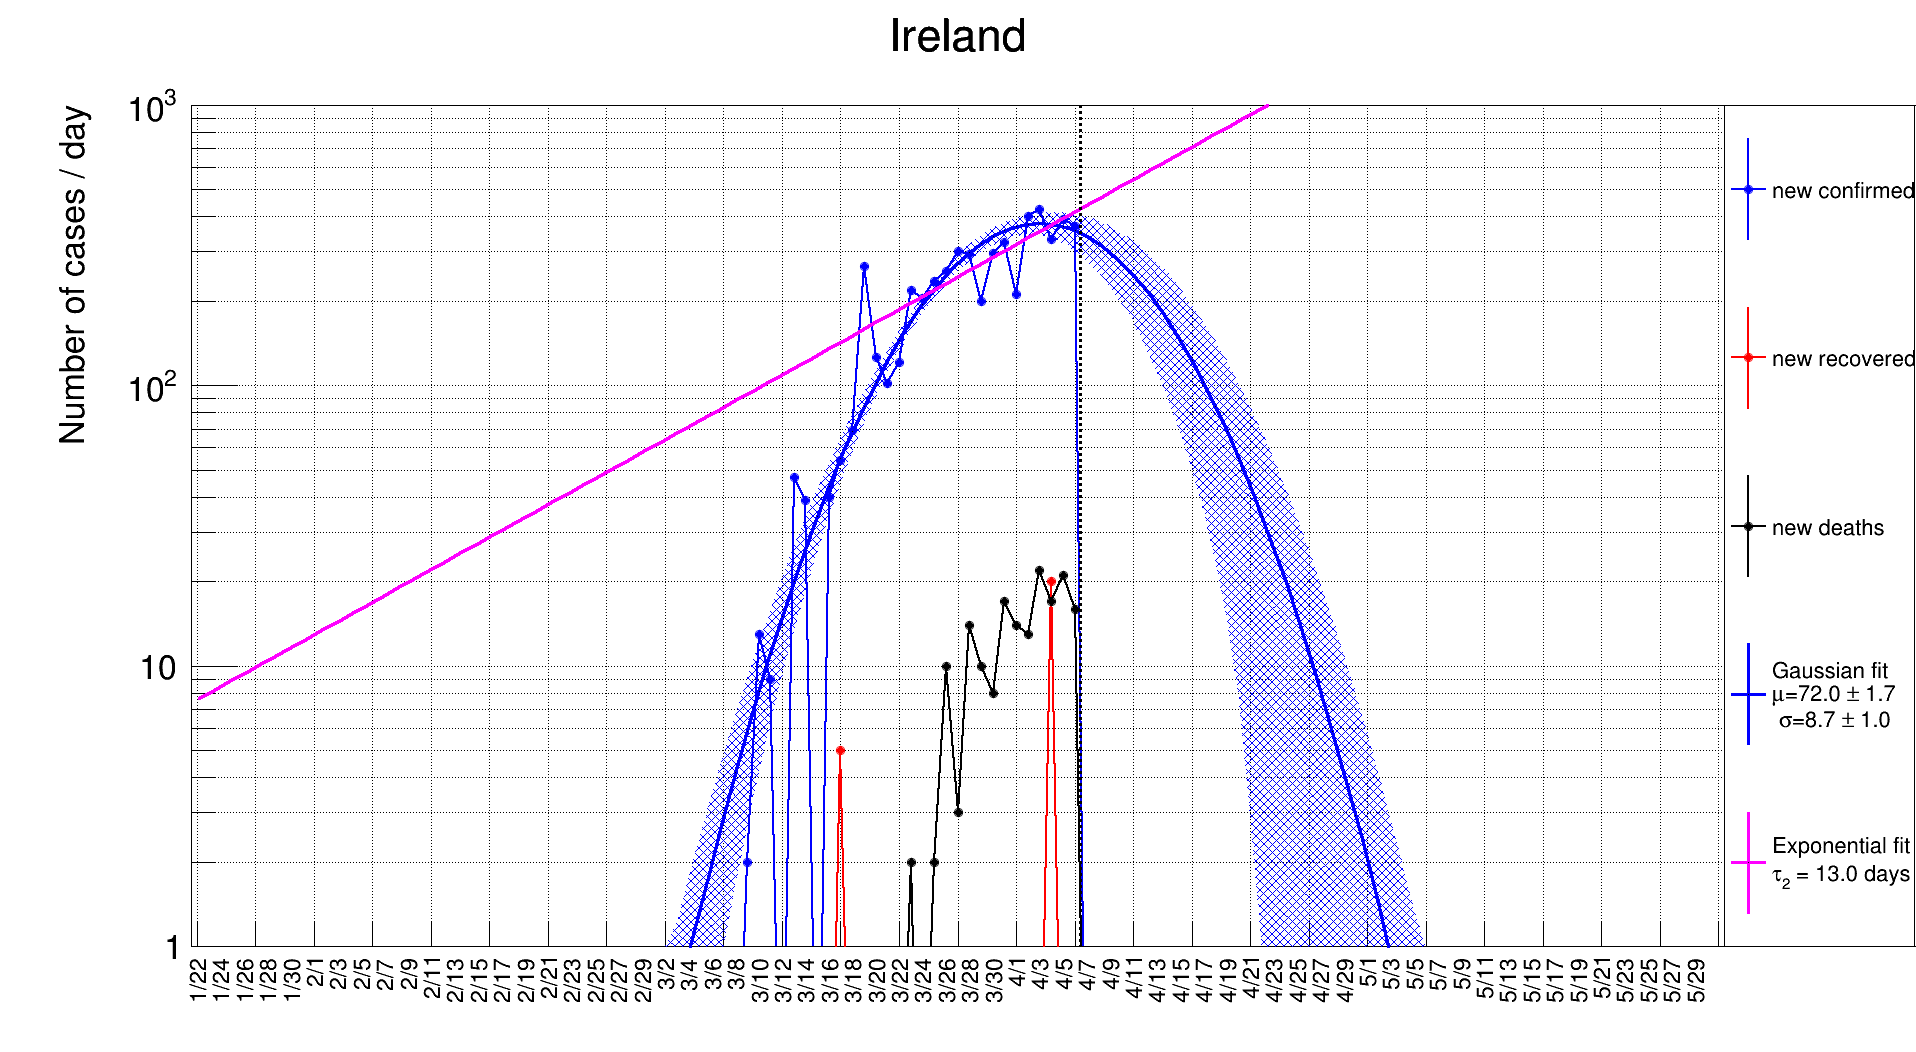 Ireland
Number of cases / day
10³
10²
10
1
1/22 1/24 1/26 1/28 1/30 2/1 2/3 2/5 2/7 2/9 2/11 2/13 2/15 2/17 2/19 2/21 2/23 2/25 2/27 2/29 3/2 3/4 3/6 3/8 3/10 3/12 3/14 3/16 3/18 3/20 3/22 3/24 3/26 3/28 3/30 4/1 4/3 4/5 4/7 4/9 4/11 4/13 4/15 4/17 4/19 4/21 4/23 4/25 4/27 4/29 5/1 5/3 5/5 5/7 5/9 5/11 5/13 5/15 5/17 5/19 5/21 5/23 5/25 5/27 5/29
new confirmed
new recovered
new deaths
Gaussian fit
μ=72.0 ± 1.7
σ=8.7 ± 1.0
Exponential fit
τ₂ = 13.0 days